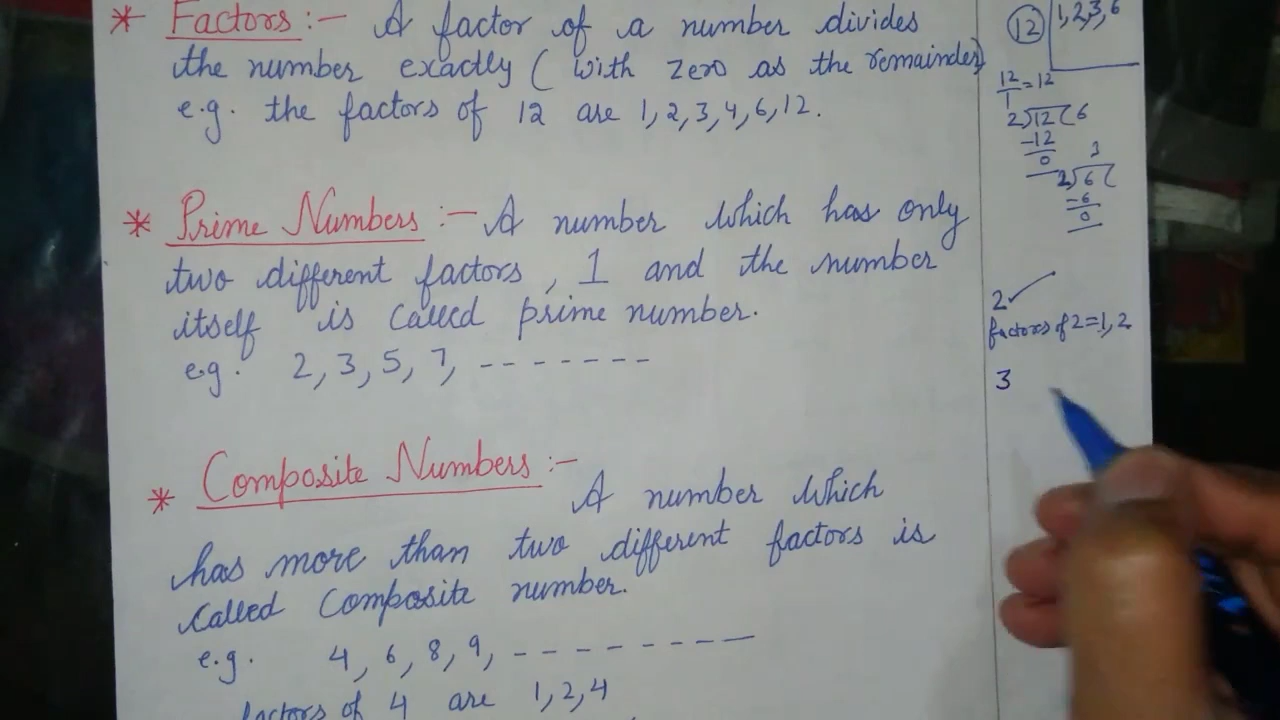 * Factors :- A factor of a number divides
the number exactly ( with zero as the remainder)
e.g. the factors of 12 are 1, 2, 3, 4, 6, 12.
* Prime Numbers :- A number which has only
two different factors , 1 and the number
itself is called prime number.
e.g. 2, 3, 5, 7, -------
* Composite Numbers :-
A number which
has more than two different factors is
called Composite number.
e.g. 4, 6, 8, 9, ---------
factors of 4 are 1, 2, 4
12 1, 2, 3, 6
12/1 = 12
2)12(6
-12
0
3
2)6(
-6
0
2 ✓
factors of 2 = 1, 2
3